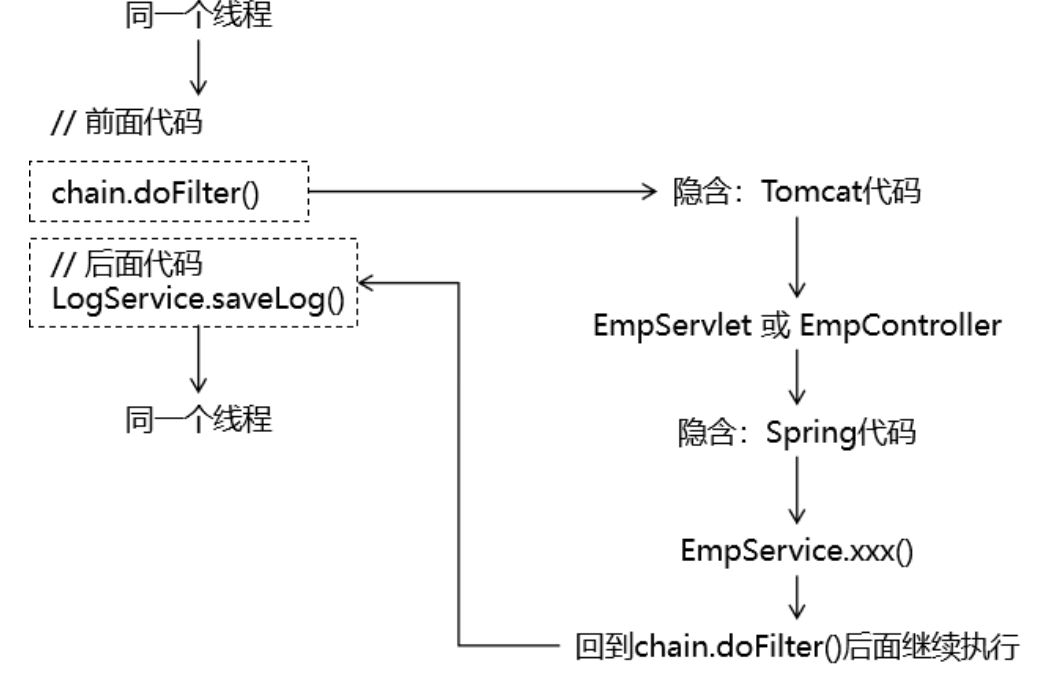 同一个线程
// 前面代码
chain.doFilter()
隐含：Tomcat代码
// 后面代码
LogService.saveLog()
EmpServlet 或 EmpController
同一个线程
隐含：Spring代码
EmpService.xxx()
回到chain.doFilter()后面继续执行